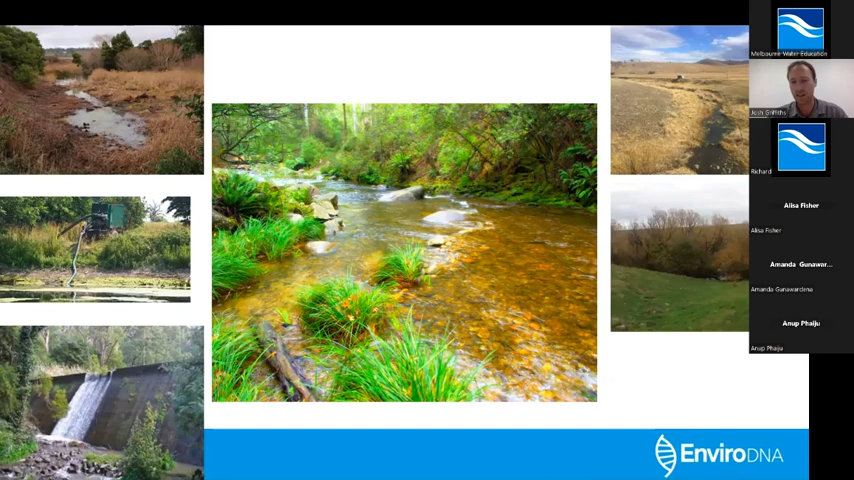 Melbourne Water Education
Josh Griffiths
Richard
Alisa Fisher
Alisa Fisher
Amanda Gunawar...
Amanda Gunawardena
Anup Phaiju
Anup Phaiju
EnviroDNA